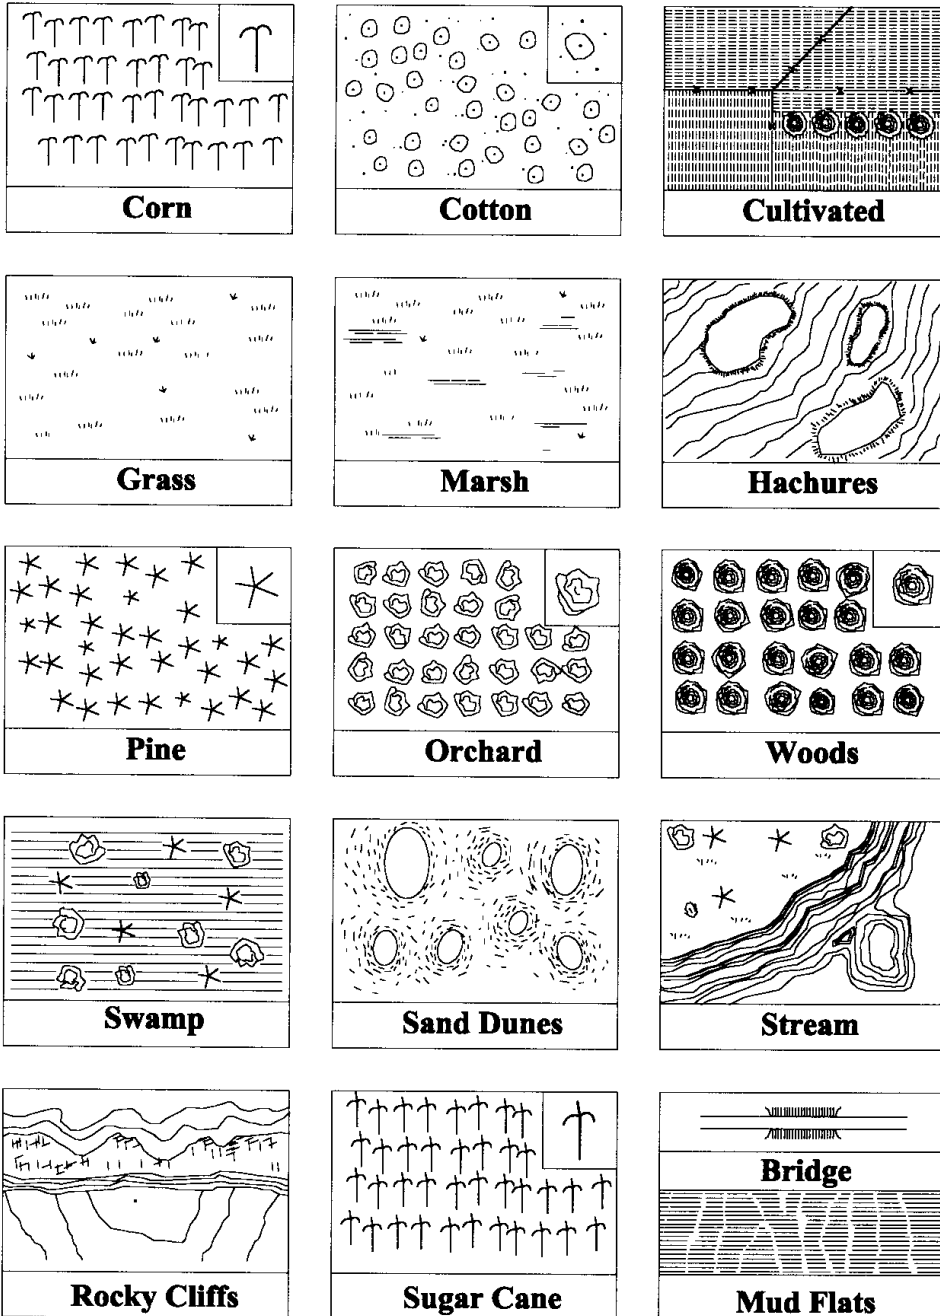 Corn
Cotton
Cultivated
Grass
Marsh
Hachures
Pine
Orchard
Woods
Swamp
Sand Dunes
Stream
Rocky Cliffs
Sugar Cane
Bridge
Mud Flats